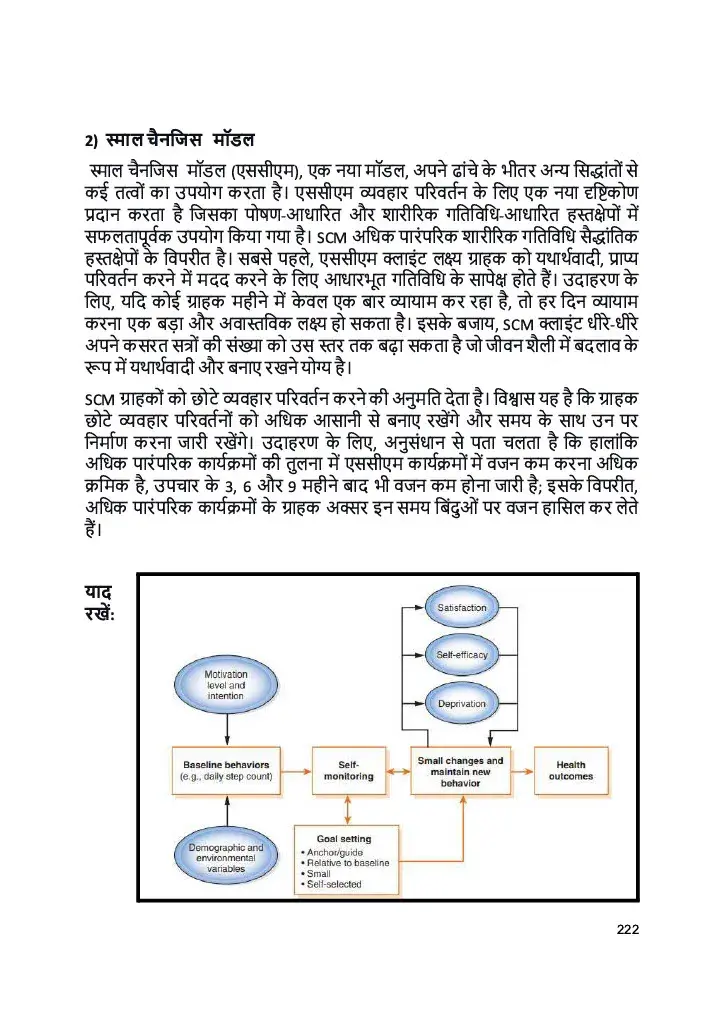 2) स्माल चैनजिस मॉडल
स्माल चैनजिस मॉडल (एससीएम), एक नया मॉडल, अपने ढांचे के भीतर अन्य सिद्धांतों से
कई तत्वों का उपयोग करता है। एससीएम व्यवहार परिवर्तन के लिए एक नया दृष्टिकोण
प्रदान करता है जिसका पोषण-आधारित और शारीरिक गतिविधि-आधारित हस्तक्षेपों में
सफलतापूर्वक उपयोग किया गया है। SCM अधिक पारंपरिक शारीरिक गतिविधि सैद्धांतिक
हस्तक्षेपों के विपरीत है। सबसे पहले, एससीएम क्लाइंट लक्ष्य ग्राहक को यथार्थवादी, प्राप्य
परिवर्तन करने में मदद करने के लिए आधारभूत गतिविधि के सापेक्ष होते हैं। उदाहरण के
लिए, यदि कोई ग्राहक महीने में केवल एक बार व्यायाम कर रहा है, तो हर दिन व्यायाम
करना एक बड़ा और अवास्तविक लक्ष्य हो सकता है। इसके बजाय, SCM क्लाइंट धीरे-धीरे
अपने कसरत सत्रों की संख्या को उस स्तर तक बढ़ा सकता है जो जीवन शैली में बदलाव के
रूप में यथार्थवादी और बनाए रखने योग्य है।
SCM ग्राहकों को छोटे व्यवहार परिवर्तन करने की अनुमति देता है। विश्वास यह है कि ग्राहक
छोटे व्यवहार परिवर्तनों को अधिक आसानी से बनाए रखेंगे और समय के साथ उन पर
निर्माण करना जारी रखेंगे। उदाहरण के लिए, अनुसंधान से पता चलता है कि हालांकि
अधिक पारंपरिक कार्यक्रमों की तुलना में एससीएम कार्यक्रमों में वजन कम करना अधिक
क्रमिक है, उपचार के 3, 6 और 9 महीने बाद भी वजन कम होना जारी है; इसके विपरीत,
अधिक पारंपरिक कार्यक्रमों के ग्राहक अक्सर इन समय बिंदुओं पर वजन हासिल कर लेते
हैं।
याद
रखें:
Satisfaction
Self-efficacy
Deprivation
Motivation
level and
intention
Baseline behaviors
(e.g., daily step count)
Self-
monitoring
Small changes and
maintain new
behavior
Health
outcomes
Demographic and
environmental
variables
Goal setting
• Anchor/guide
• Relative to baseline
• Small
• Self-selected
222